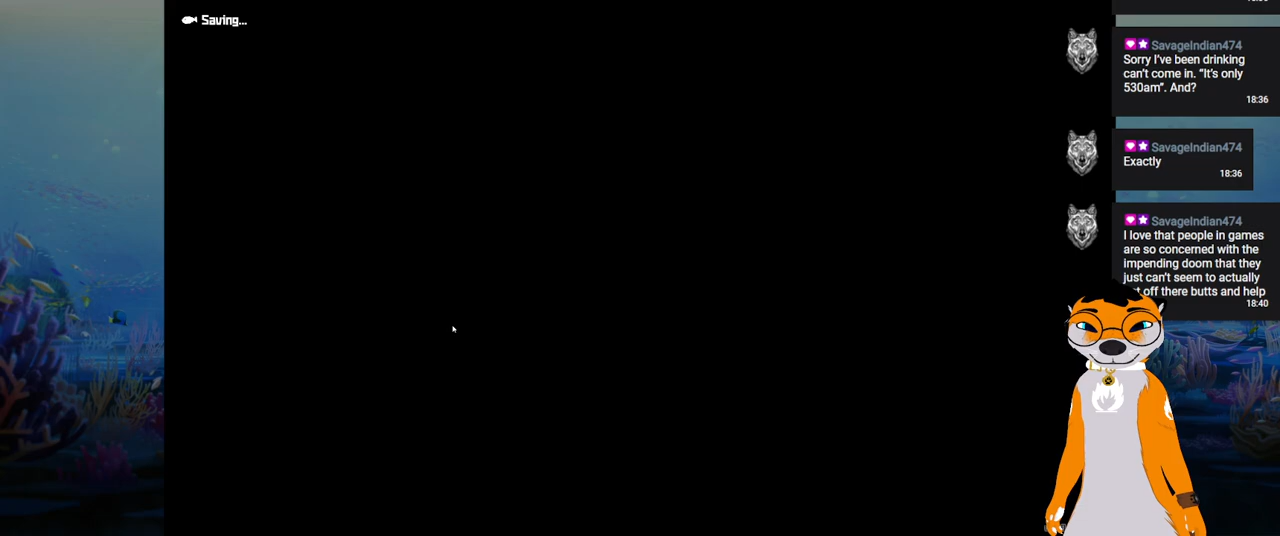 Saving...
SavageIndian474
Sorry I've been drinking
can't come in. "It's only
530am". And?
18:36
SavageIndian474
Exactly
18:36
SavageIndian474
I love that people in games
are so concerned with the
impending doom that they
just can't seem to actually
off there butts and help
18:40